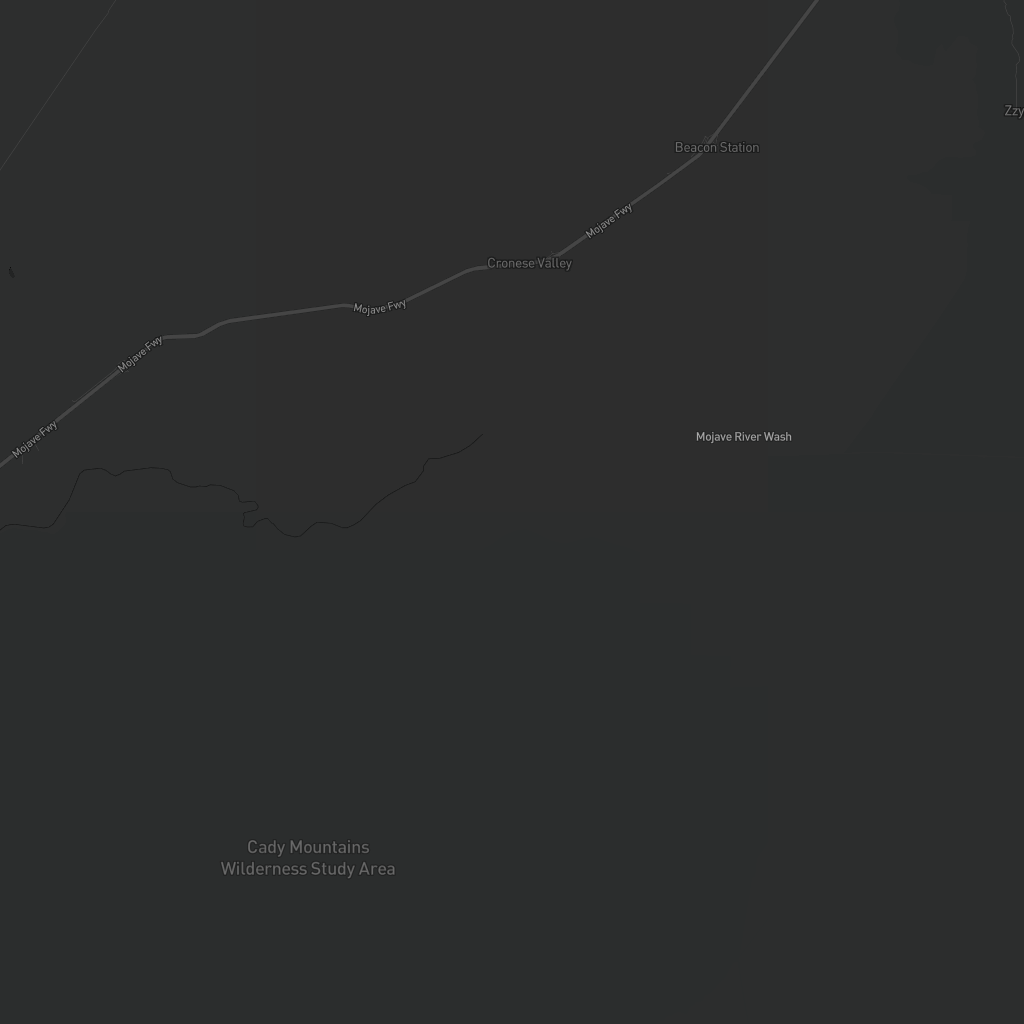 Zzy
Beacon Station
Mojave Fwy
Cronese Valley
Mojave Fwy
Mojave Fwy
Mojave Fwy
Mojave River Wash
Cady Mountains
Wilderness Study Area